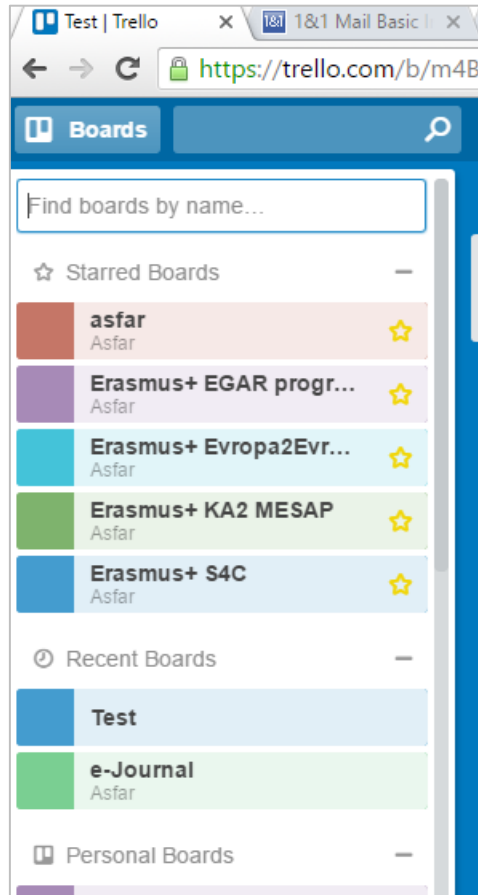 Test | Trello
1&1 1&1 Mail Basic
https://trello.com/b/m4B
Boards
Find boards by name...
Starred Boards
asfar
Asfar
Erasmus+ EGAR progr...
Asfar
Erasmus+ Evropa2Evr...
Asfar
Erasmus+ KA2 MESAP
Asfar
Erasmus+ S4C
Asfar
Recent Boards
Test
e-Journal
Asfar
Personal Boards